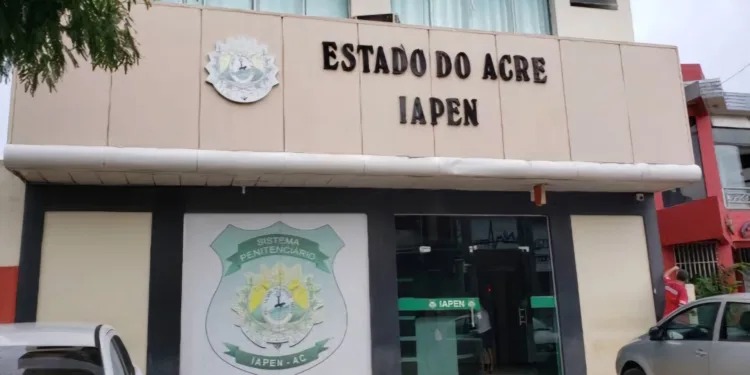 ESTADO DO ACRE
IAPEN
SISTEMA
PENITENCIÁRIO
IAPEN - AC
IAPEN